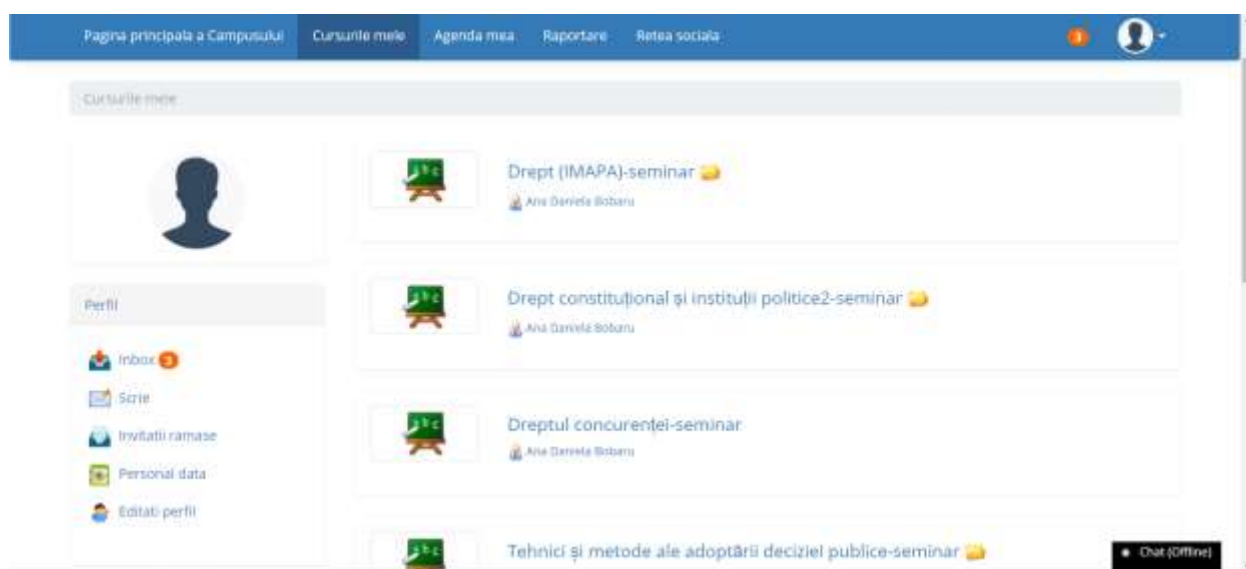 Pagina principala a Campusului Cursurile mele Agenda mea Raportare Retea sociala 3
Cursurile mele
Drept (IMAPA)-seminar
Ana Daniela Bobaru
Perfil
Inbox 3
Scrie
Invitatii ramase
Personal data
Editati perfil
Drept constituțional și instituții politice2-seminar
Ana Daniela Bobaru
Dreptul concurenței-seminar
Ana Daniela Bobaru
Tehnici și metode ale adoptării deciziei publice-seminar
Chat (Offline)